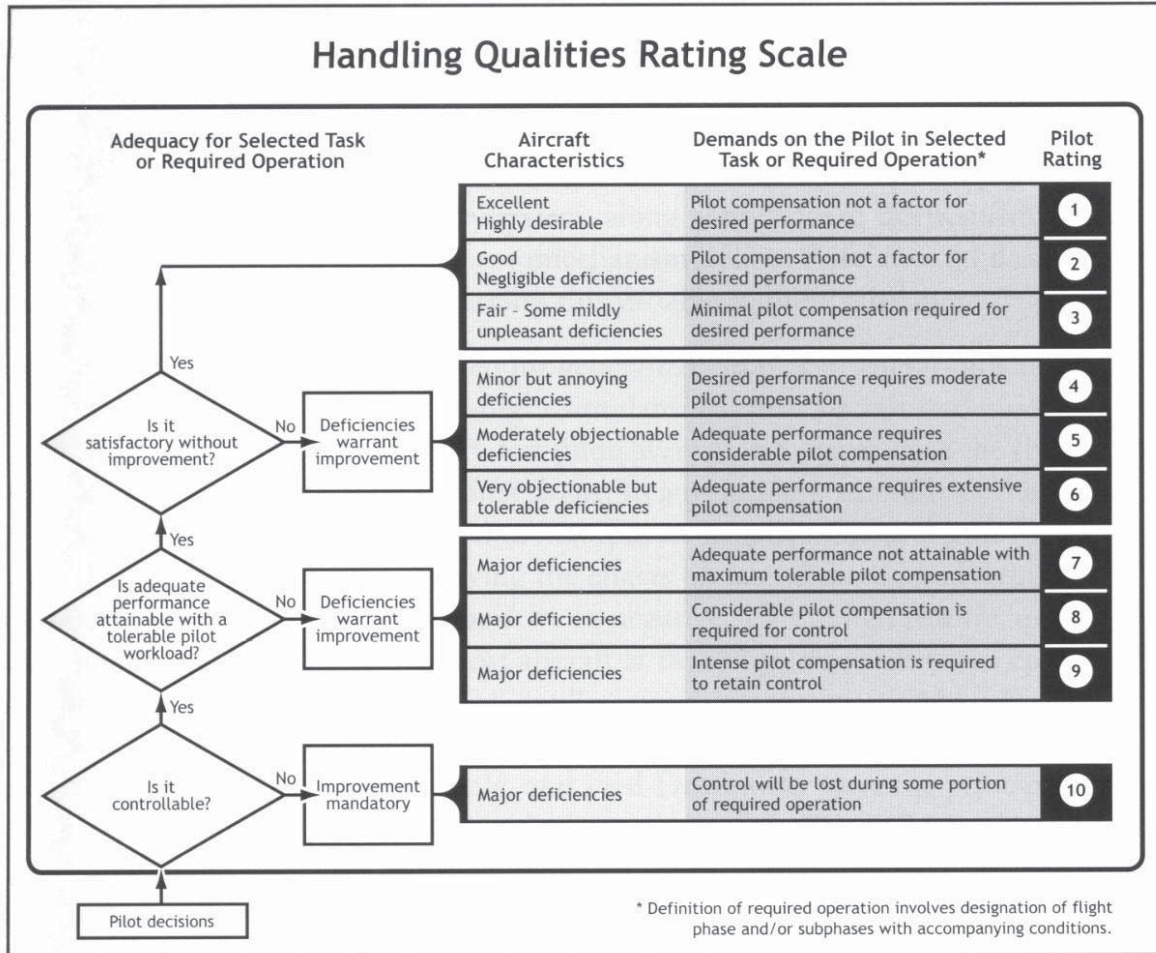 Handling Qualities Rating Scale
Adequacy for Selected Task
or Required Operation
Aircraft
Characteristics
Demands on the Pilot in Selected
Task or Required Operation*
Pilot
Rating
Excellent
Highly desirable
Pilot compensation not a factor for
desired performance
1
Good
Negligible deficiencies
Pilot compensation not a factor for
desired performance
2
Fair – Some mildly
unpleasant deficiencies
Minimal pilot compensation required for
desired performance
3
Yes
Is it
satisfactory without
improvement?
No
Deficiencies
warrant
improvement
Minor but annoying
deficiencies
Desired performance requires moderate
pilot compensation
4
Moderately objectionable
deficiencies
Adequate performance requires
considerable pilot compensation
5
Very objectionable but
tolerable deficiencies
Adequate performance requires extensive
pilot compensation
6
Yes
Is adequate
performance
attainable with a
tolerable pilot
workload?
No
Deficiencies
warrant
improvement
Major deficiencies
Adequate performance not attainable with
maximum tolerable pilot compensation
7
Major deficiencies
Considerable pilot compensation is
required for control
8
Major deficiencies
Intense pilot compensation is required
to retain control
9
Yes
Is it
controllable?
No
Improvement
mandatory
Major deficiencies
Control will be lost during some portion
of required operation
10
Pilot decisions
* Definition of required operation involves designation of flight
phase and/or subphases with accompanying conditions.